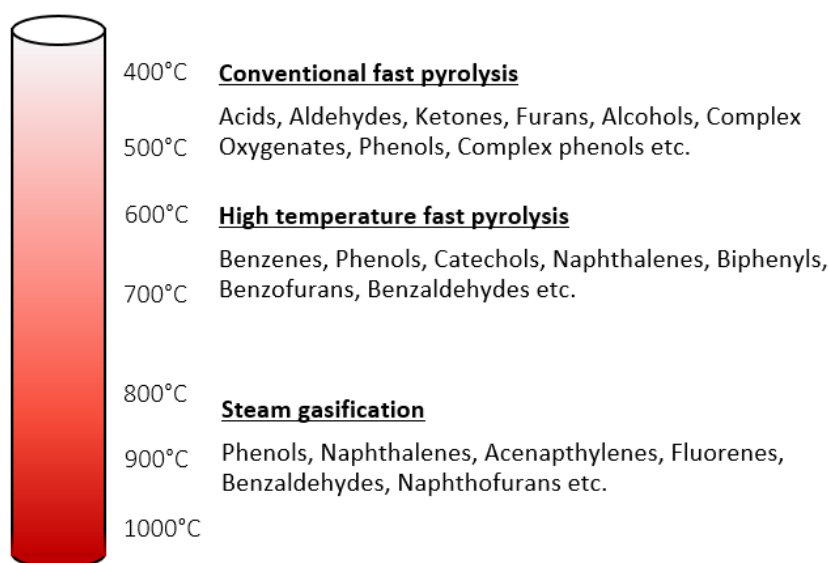 400°C
Conventional fast pyrolysis
Acids, Aldehydes, Ketones, Furans, Alcohols, Complex
500°C
Oxygenates, Phenols, Complex phenols etc.
600°C
High temperature fast pyrolysis
Benzenes, Phenols, Catechols, Naphthalenes, Biphenyls,
700°C
Benzofurans, Benzaldehydes etc.
800°C
Steam gasification
900°C
Phenols, Naphthalenes, Acenapthylenes, Fluorenes,
Benzaldehydes, Naphthofurans etc.
1000°C